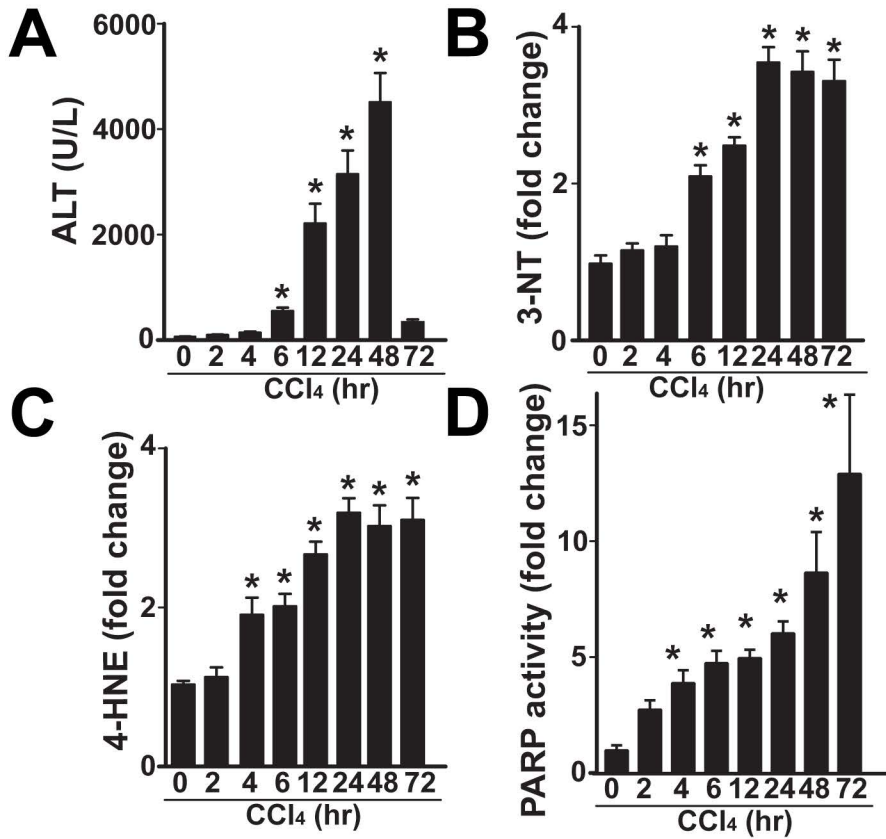 A
ALT (U/L)
6000
4000
2000
0
* * * *
0 2 4 6 12 24 48 72
CCl₄ (hr)
B
3-NT (fold change)
4
2
0
* * * * *
0 2 4 6 12 24 48 72
CCl₄ (hr)
C
4-HNE (fold change)
4
2
0
* * * * * *
0 2 4 6 12 24 48 72
CCl₄ (hr)
D
PARP activity (fold change)
15
10
5
0
* * * * * *
0 2 4 6 12 24 48 72
CCl₄ (hr)